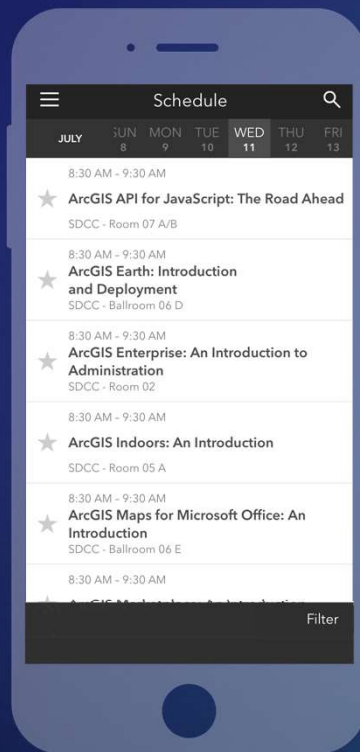 Schedule
JULY SUN MON TUE WED THU FRI
8 9 10 11 12 13
8:30 AM - 9:30 AM
ArcGIS API for JavaScript: The Road Ahead
SDCC - Room 07 A/B
8:30 AM - 9:30 AM
ArcGIS Earth: Introduction
and Deployment
SDCC - Ballroom 06 D
8:30 AM - 9:30 AM
ArcGIS Enterprise: An Introduction to
Administration
SDCC - Room 02
8:30 AM - 9:30 AM
ArcGIS Indoors: An Introduction
SDCC - Room 05 A
8:30 AM - 9:30 AM
ArcGIS Maps for Microsoft Office: An
Introduction
SDCC - Ballroom 06 E
8:30 AM - 9:30 AM
Filter